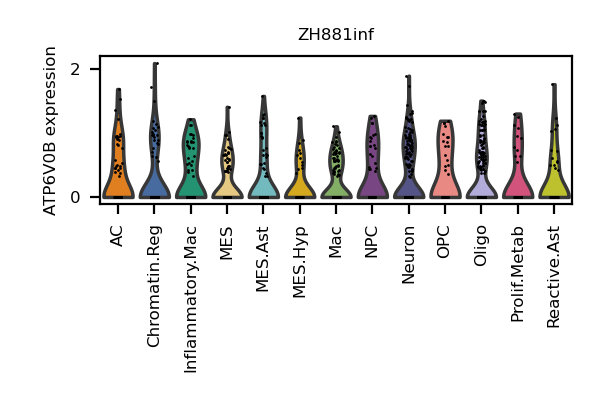 ZH881inf
ATP6V0B expression
2
0
AC
Chromatin.Reg
Inflammatory.Mac
MES
MES.Ast
MES.Hyp
Mac
NPC
Neuron
OPC
Oligo
Prolif.Metab
Reactive.Ast